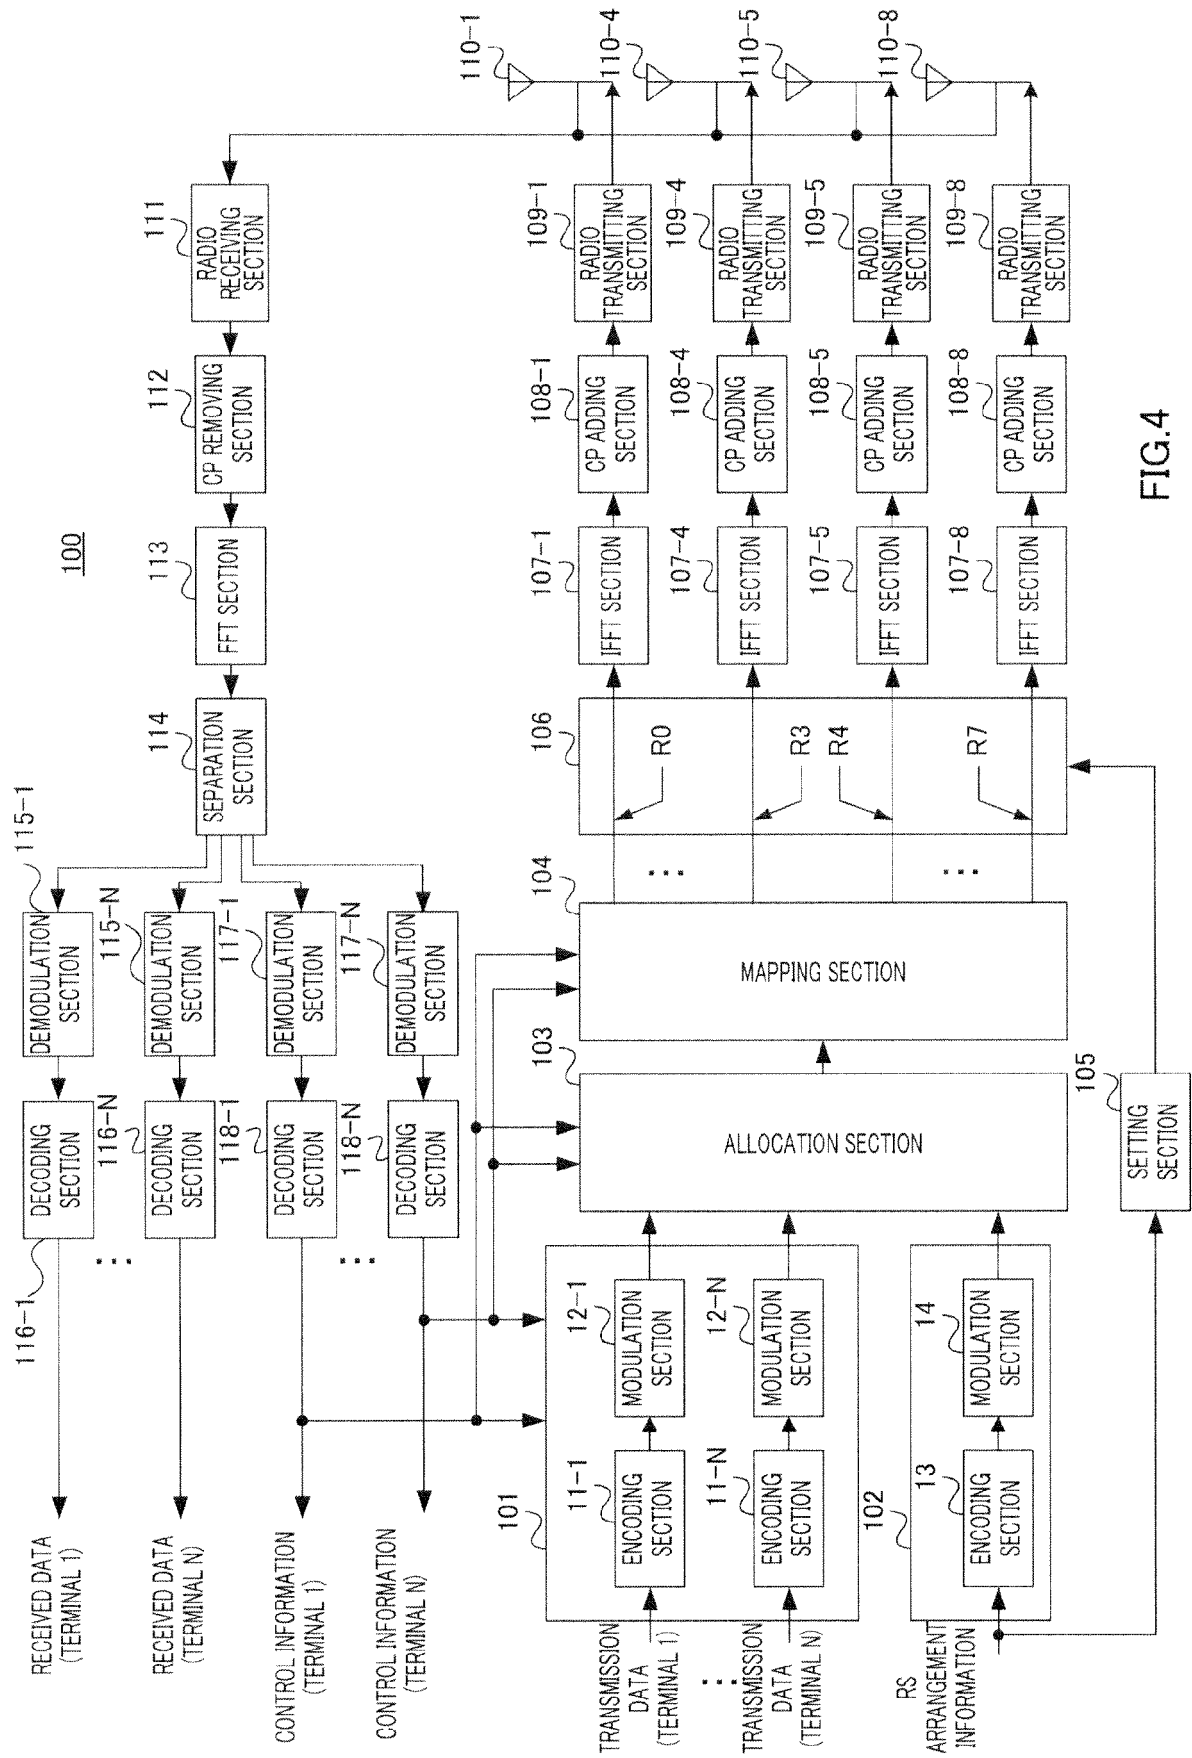 100
RECEIVED DATA
(TERMINAL 1)
116-1
DECODING
section
DEMODULATION
section
115-1
RECEIVED DATA
(TERMINAL N)
...
116-N
DECODING
section
115-N
DEMODULATION
section
114
SEPARATION
section
113
FFT SECTION
112
CP REMOVING
SECTION
111
RADIO
RECEIVING
SECTION
CONTROL INFORMATION
(TERMINAL 1)
118-1
DECODING
section
117-1
DEMODULATION
section
CONTROL INFORMATION
(TERMINAL N)
...
118-N
DECODING
section
117-N
DEMODULATION
section
101
TRANSMISSION
DATA
(TERMINAL 1)
11-1
ENCODING
section
12-1
MODULATION
section
...
TRANSMISSION
DATA
(TERMINAL N)
11-N
ENCODING
section
12-N
MODULATION
section
102
RS
ARRANGEMENT
INFORMATION
13
ENCODING
section
14
MODULATION
section
103
ALLOCATION SECTION
104
MAPPING SECTION
105
SETTING
section
106
...
R0
R3
R4
...
R7
107-1
IFFT SECTION
108-1
CP ADDING
section
109-1
RADIO
TRANSMITTING
section
110-1
107-4
IFFT SECTION
108-4
CP ADDING
section
109-4
RADIO
TRANSMITTING
section
110-4
107-5
IFFT SECTION
108-5
CP ADDING
section
109-5
RADIO
TRANSMITTING
section
110-5
107-8
IFFT SECTION
108-8
CP ADDING
section
109-8
RADIO
TRANSMITTING
section
110-8
FIG.4